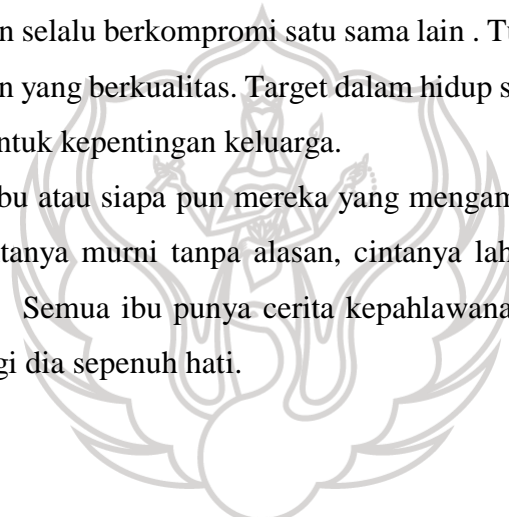 n selalu berkompromi satu sama lain . Tu
n yang berkualitas. Target dalam hidup s
ntuk kepentingan keluarga.
bu atau siapa pun mereka yang mengam
tanya murni tanpa alasan, cintanya lah
Semua ibu punya cerita kepahlawana
gi dia sepenuh hati.